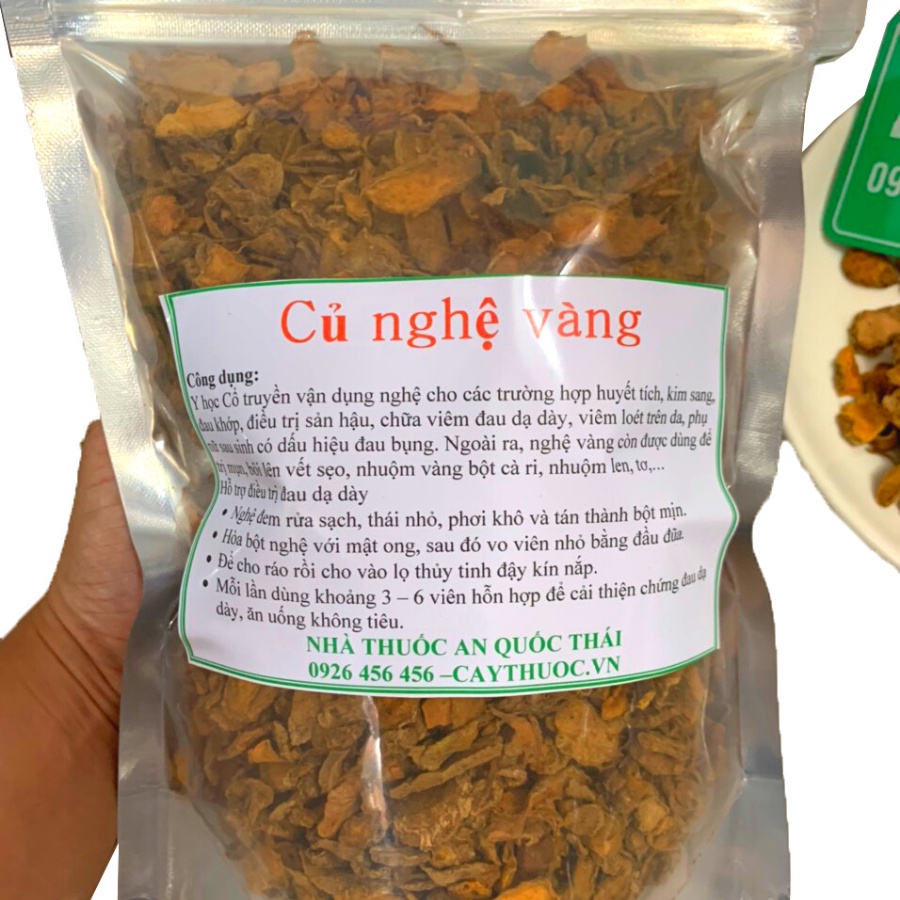 Củ nghệ vàng
Công dụng:
Y học Cổ truyền vận dụng nghệ cho các trường hợp huyết tích, kim sang,
đau khớp, điều trị sản hậu, chữa viêm đau dạ dày, viêm loét trên da, phụ
nữ sau sinh có dấu hiệu đau bụng. Ngoài ra, nghệ vàng còn được dùng để
trị mụn, bôi lên vết sẹo, nhuộm vàng bột cà ri, nhuộm len, tơ,...
Hỗ trợ điều trị đau dạ dày
• Nghệ đem rửa sạch, thái nhỏ, phơi khô và tán thành bột mịn.
• Hòa bột nghệ với mật ong, sau đó vo viên nhỏ bằng đầu đũa.
• Để cho ráo rồi cho vào lọ thủy tinh đậy kín nắp.
• Mỗi lần dùng khoảng 3 – 6 viên hỗn hợp để cải thiện chứng đau dạ
dày, ăn uống không tiêu.
NHÀ THUỐC AN QUỐC THÁI
0926 456 456 –CAYTHUOC.VN